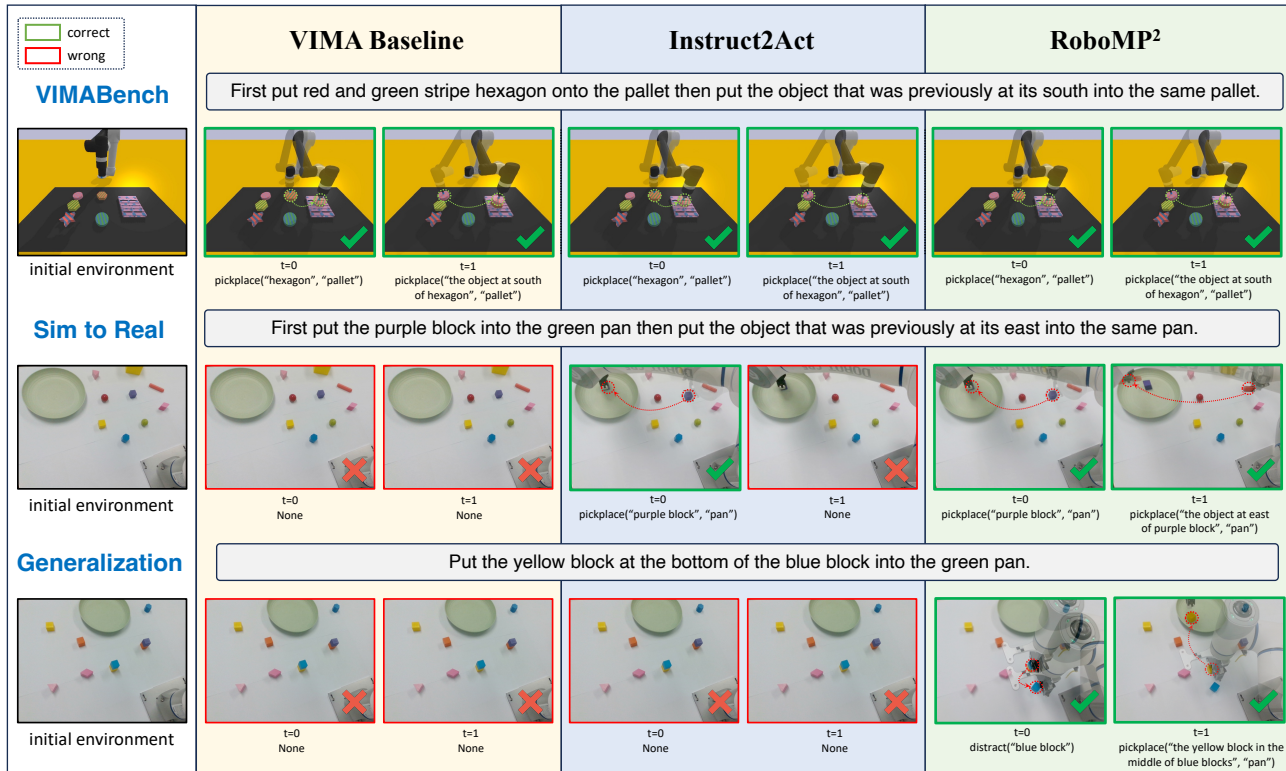 correct
wrong
VIMA Baseline
Instruct2Act
RoboMP²
VIMABench
First put red and green stripe hexagon onto the pallet then put the object that was previously at its south into the same pallet.
initial environment
t=0
pickplace(“hexagon”, “pallet”)
t=1
pickplace(“the object at south
of hexagon”, “pallet”)
t=0
pickplace(“hexagon”, “pallet”)
t=1
pickplace(“the object at south
of hexagon”, “pallet”)
t=0
pickplace(“hexagon”, “pallet”)
t=1
pickplace(“the object at south
of hexagon”, “pallet”)
Sim to Real
First put the purple block into the green pan then put the object that was previously at its east into the same pan.
initial environment
t=0
None
t=1
None
t=0
pickplace(“purple block”, “pan”)
t=1
None
t=0
pickplace(“purple block”, “pan”)
t=1
pickplace(“the object at east
of purple block”, “pan”)
Generalization
Put the yellow block at the bottom of the blue block into the green pan.
initial environment
t=0
None
t=1
None
t=0
None
t=1
None
t=0
distract(“blue block”)
t=1
pickplace(“the yellow block in the
middle of blue blocks”, “pan”)